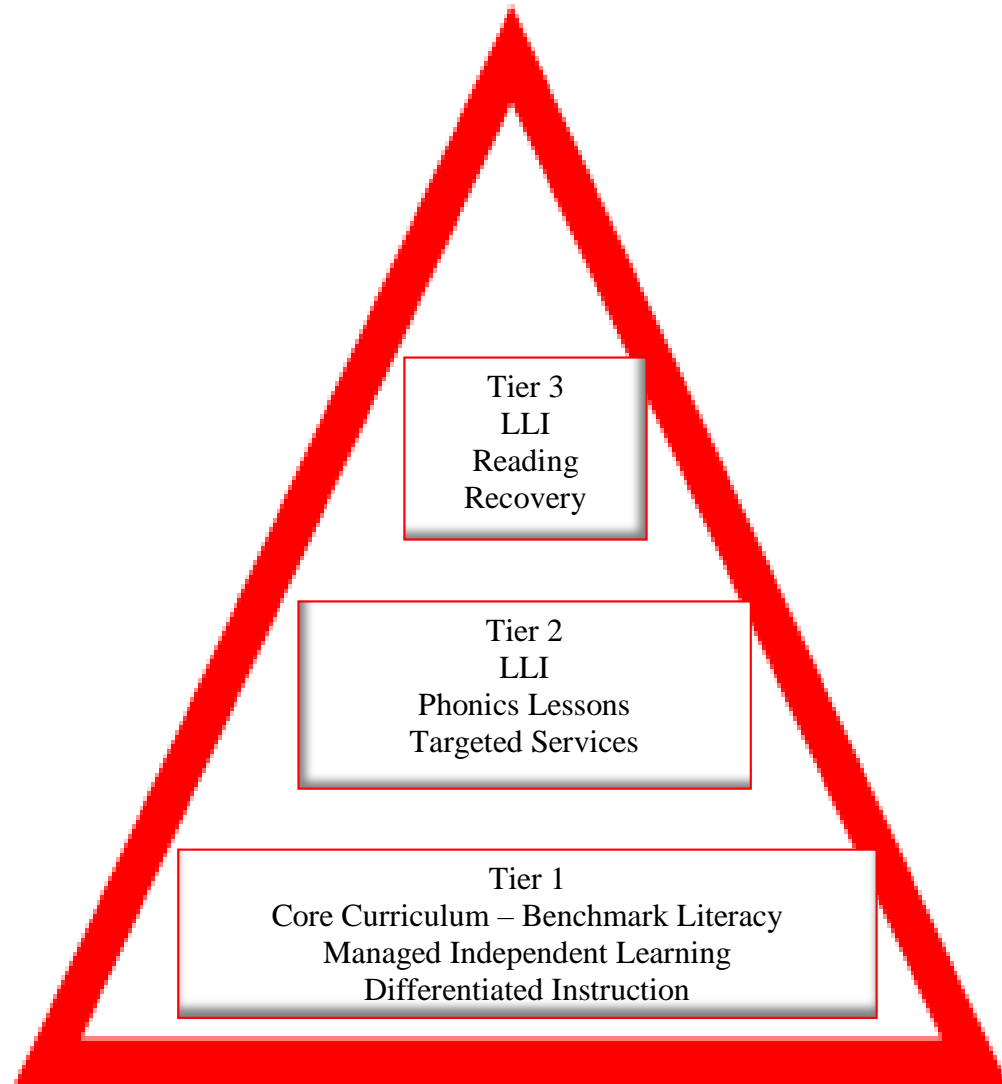 Tier 3
LLI
Reading
Recovery
Tier 2
LLI
Phonics Lessons
Targeted Services
Tier 1
Core Curriculum – Benchmark Literacy
Managed Independent Learning
Differentiated Instruction